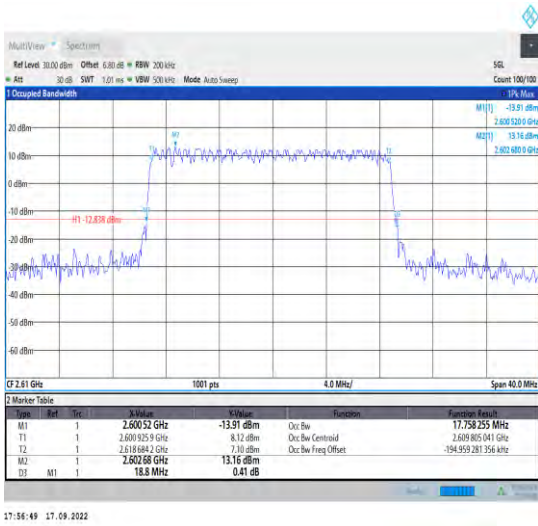 MultiView Spectrum
Ref Level 30.00 dBm Offset 6.80 dB RBW 200 kHz SGL
Att 30 dB SWT 1.01 ms VBW 500 kHz Mode Auto Sweep Count 100/100
1 Occupied Bandwidth 1Pk Max
M1[1] -13.91 dBm
2.600 520 0 GHz
M2[1] 13.16 dBm
2.602 680 0 GHz
20 dBm
M2
T1 T2
10 dBm
0 dBm
-10 dBm
H1 -12.838 dBm
-20 dBm
-30 dBm
-40 dBm
-50 dBm
-60 dBm
CF 2.61 GHz 1001 pts 4.0 MHz/ Span 40.0 MHz
2 Marker Table
Type Ref Trc X-Value Y-Value Function Function Result
M1 1 2.600 52 GHz -13.91 dBm Occ Bw 17.758 255 MHz
T1 1 2.600 925 9 GHz 8.12 dBm Occ Bw Centroid 2.609 805 041 GHz
T2 1 2.618 684 2 GHz 7.10 dBm Occ Bw Freq Offset -194.959 281 356 kHz
M2 1 2.602 68 GHz 13.16 dBm
D3 M1 1 18.8 MHz 0.41 dB
17:56:49 17.09.2022